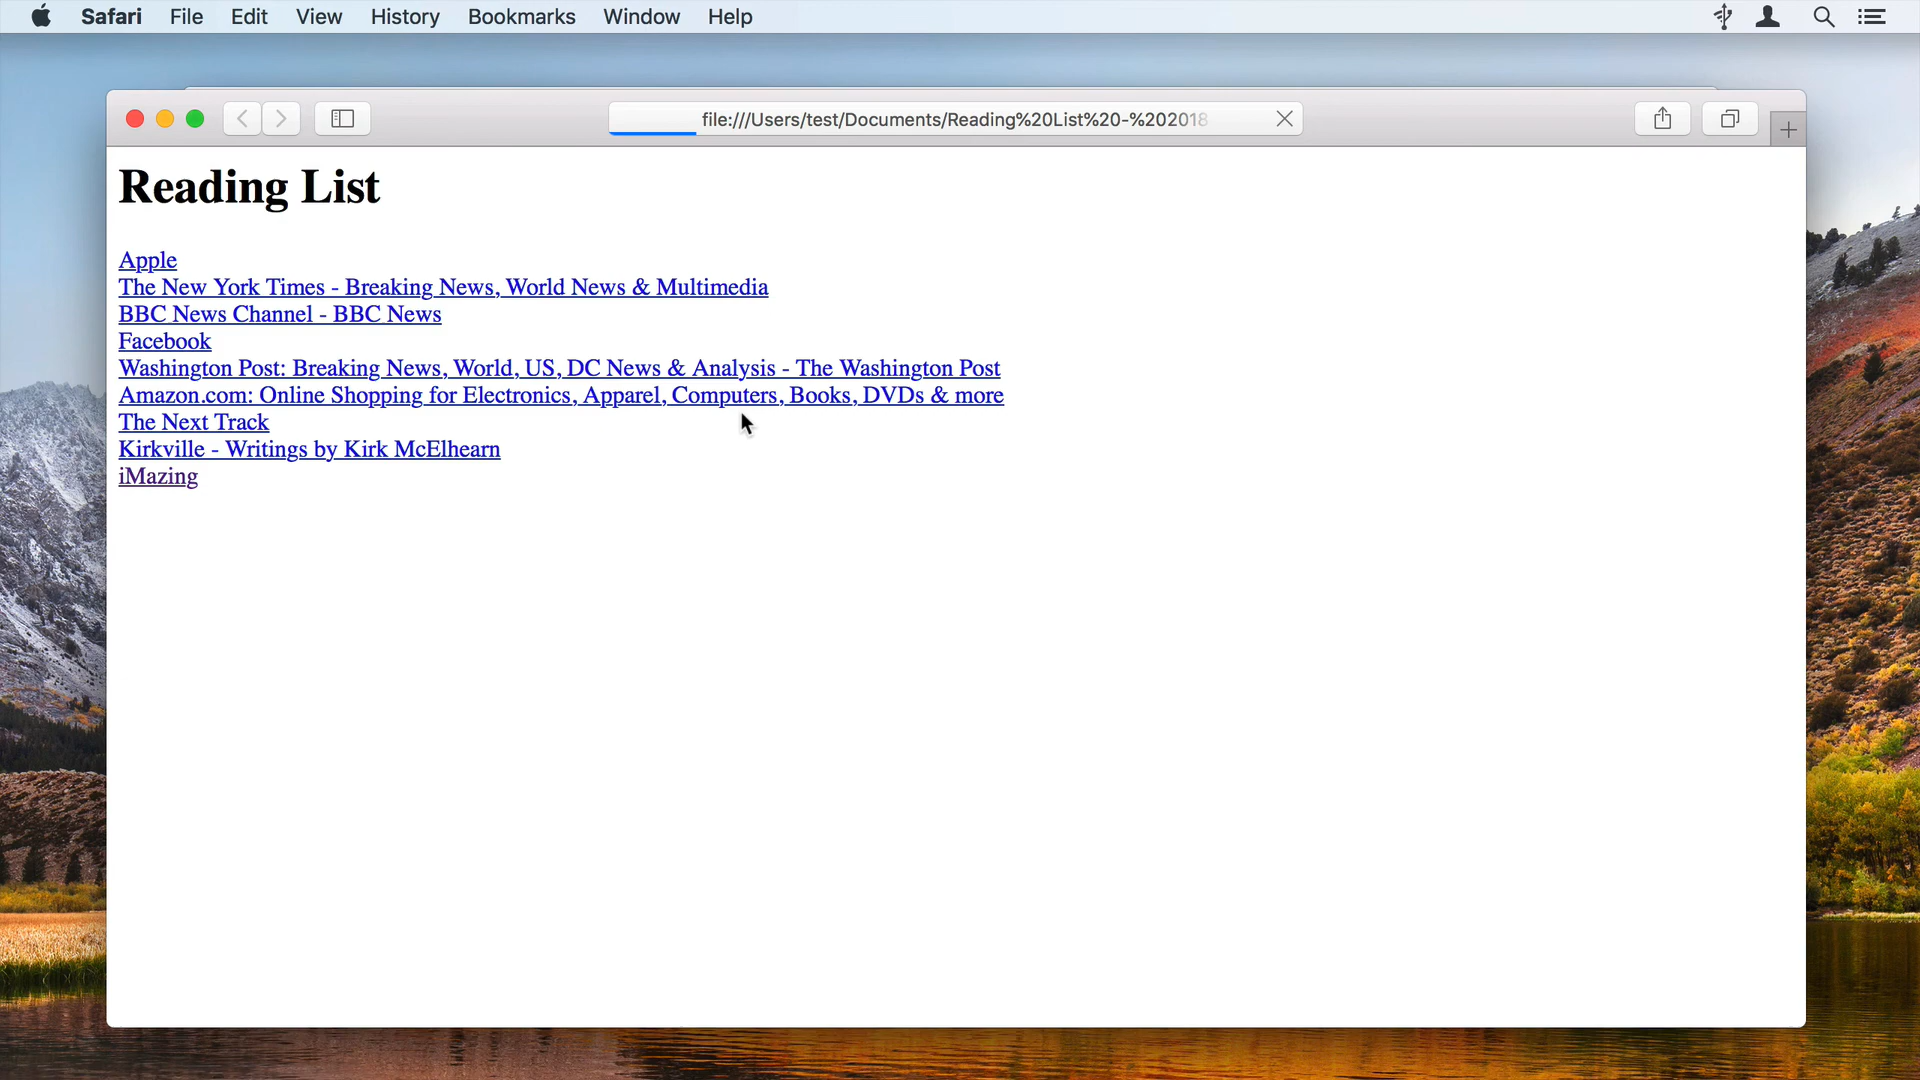 Safari File Edit View History Bookmarks Window Help
file:///Users/test/Documents/Reading%20List%20-%202018
Reading List
Apple
The New York Times - Breaking News, World News & Multimedia
BBC News Channel - BBC News
Facebook
Washington Post: Breaking News, World, US, DC News & Analysis - The Washington Post
Amazon.com: Online Shopping for Electronics, Apparel, Computers, Books, DVDs & more
The Next Track
Kirkville - Writings by Kirk McElhearn
iMazing